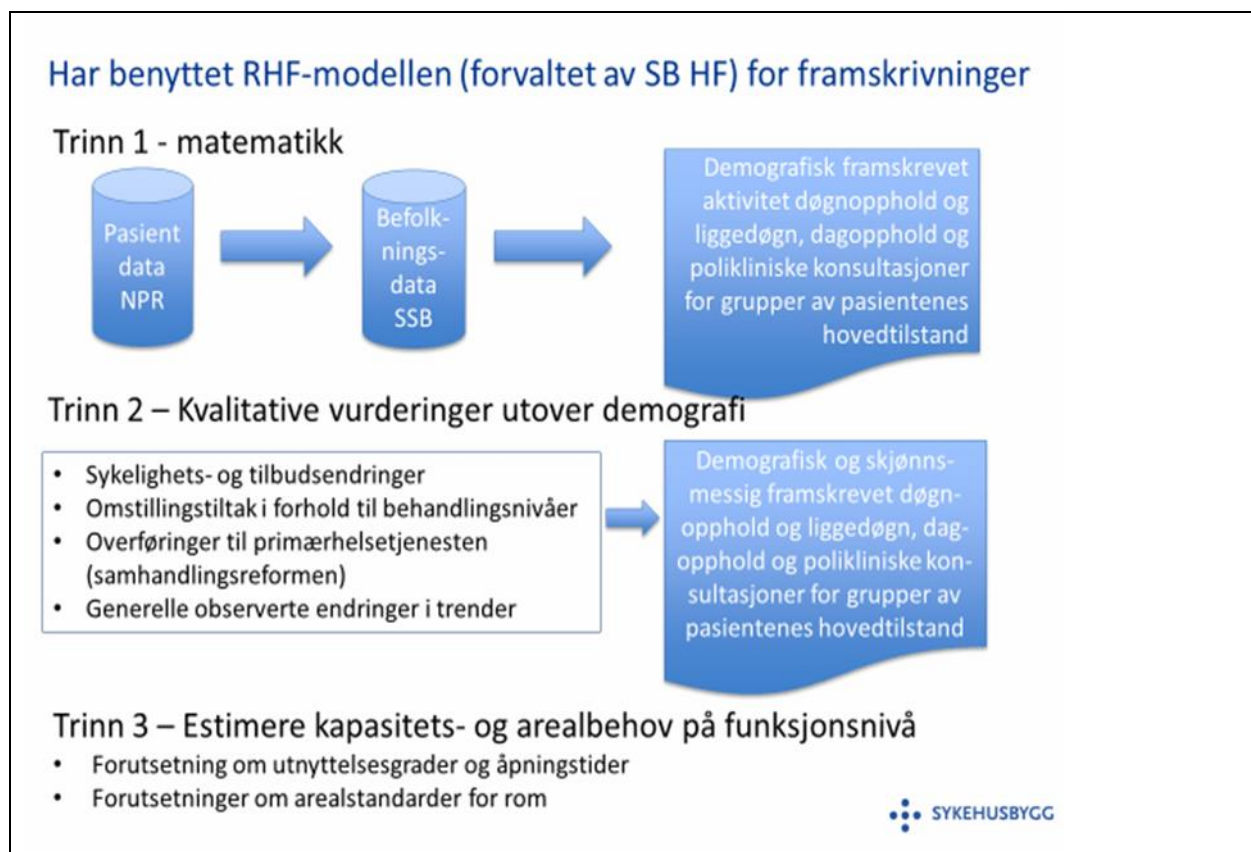 Har benyttet RHF-modellen (forvaltet av SB HF) for framskrivninger
Trinn 1 - matematikk
Pasient
data
NPR
Befolk-
nings-
data
SSB
Demografisk framskrevet
aktivitet døgnopphold og
liggedøgn, dagopphold og
polikliniske konsultasjoner
for grupper av pasientenes
hovedtilstand
Trinn 2 – Kvalitative vurderinger utover demografi
• Sykelighets- og tilbudsendringer
• Omstillingstiltak i forhold til behandlingsnivåer
• Overføringer til primærhelsetjenesten
(samhandlingsreformen)
• Generelle observerte endringer i trender
Demografisk og skjønns-
messig framskrevet døgn-
opphold og liggedøgn, dag-
opphold og polikliniske kon-
sultasjoner for grupper av
pasientenes hovedtilstand
Trinn 3 – Estimere kapasitets- og arealbehov på funksjonsnivå
• Forutsetning om utnyttelsesgrader og åpningstider
• Forutsetninger om arealstandarder for rom
SYKEHUSBYGG